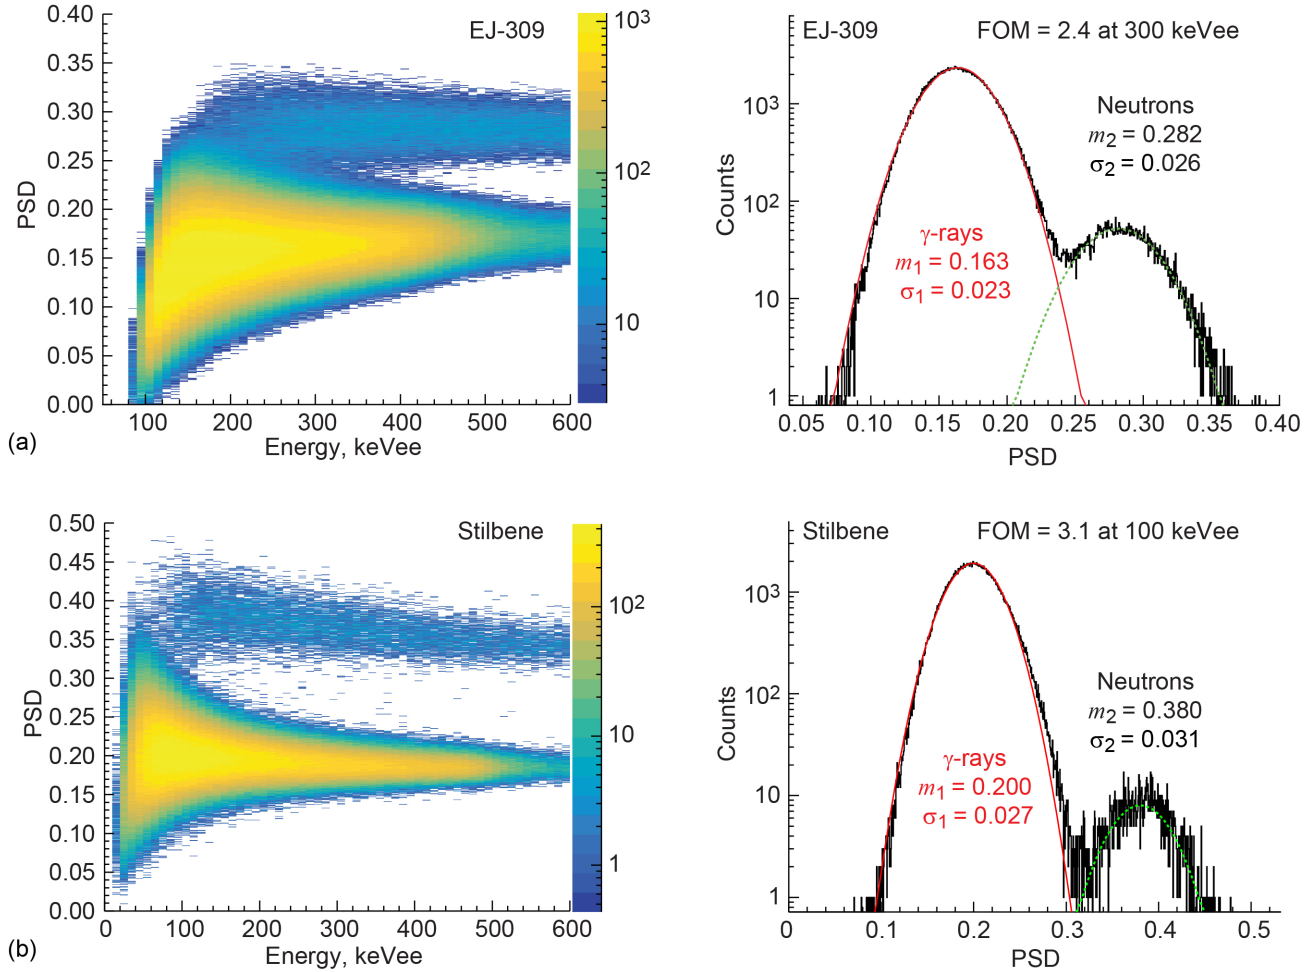 EJ-309
PSD
0.40
0.35
0.30
0.25
0.20
0.15
0.10
0.05
0.00
100 200 300 400 500 600
Energy, keVee
10³
10²
10
(a)
EJ-309 FOM = 2.4 at 300 keVee
Counts
10³
10²
10
1
Neutrons
m₂ = 0.282
σ₂ = 0.026
γ-rays
m₁ = 0.163
σ₁ = 0.023
0.05 0.10 0.15 0.20 0.25 0.30 0.35 0.40
PSD
Stilbene
PSD
0.50
0.45
0.40
0.35
0.30
0.25
0.20
0.15
0.10
0.05
0.00
0 100 200 300 400 500 600
Energy, keVee
10²
10
1
(b)
Stilbene FOM = 3.1 at 100 keVee
Counts
10³
10²
10
1
Neutrons
m₂ = 0.380
σ₂ = 0.031
γ-rays
m₁ = 0.200
σ₁ = 0.027
0 0.1 0.2 0.3 0.4 0.5
PSD